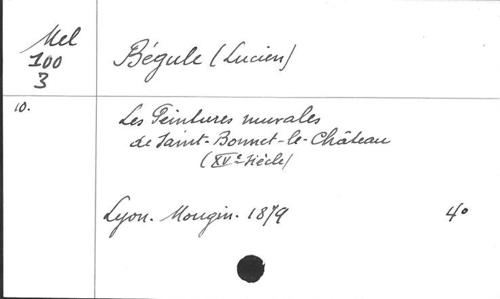 Mel
100
3
Bégule (Lucien)
10.
Les Peintures murales
de Saint-Bonnet-le-Château
(XVe siècle)
Lyon. Mougin. 1879
4°